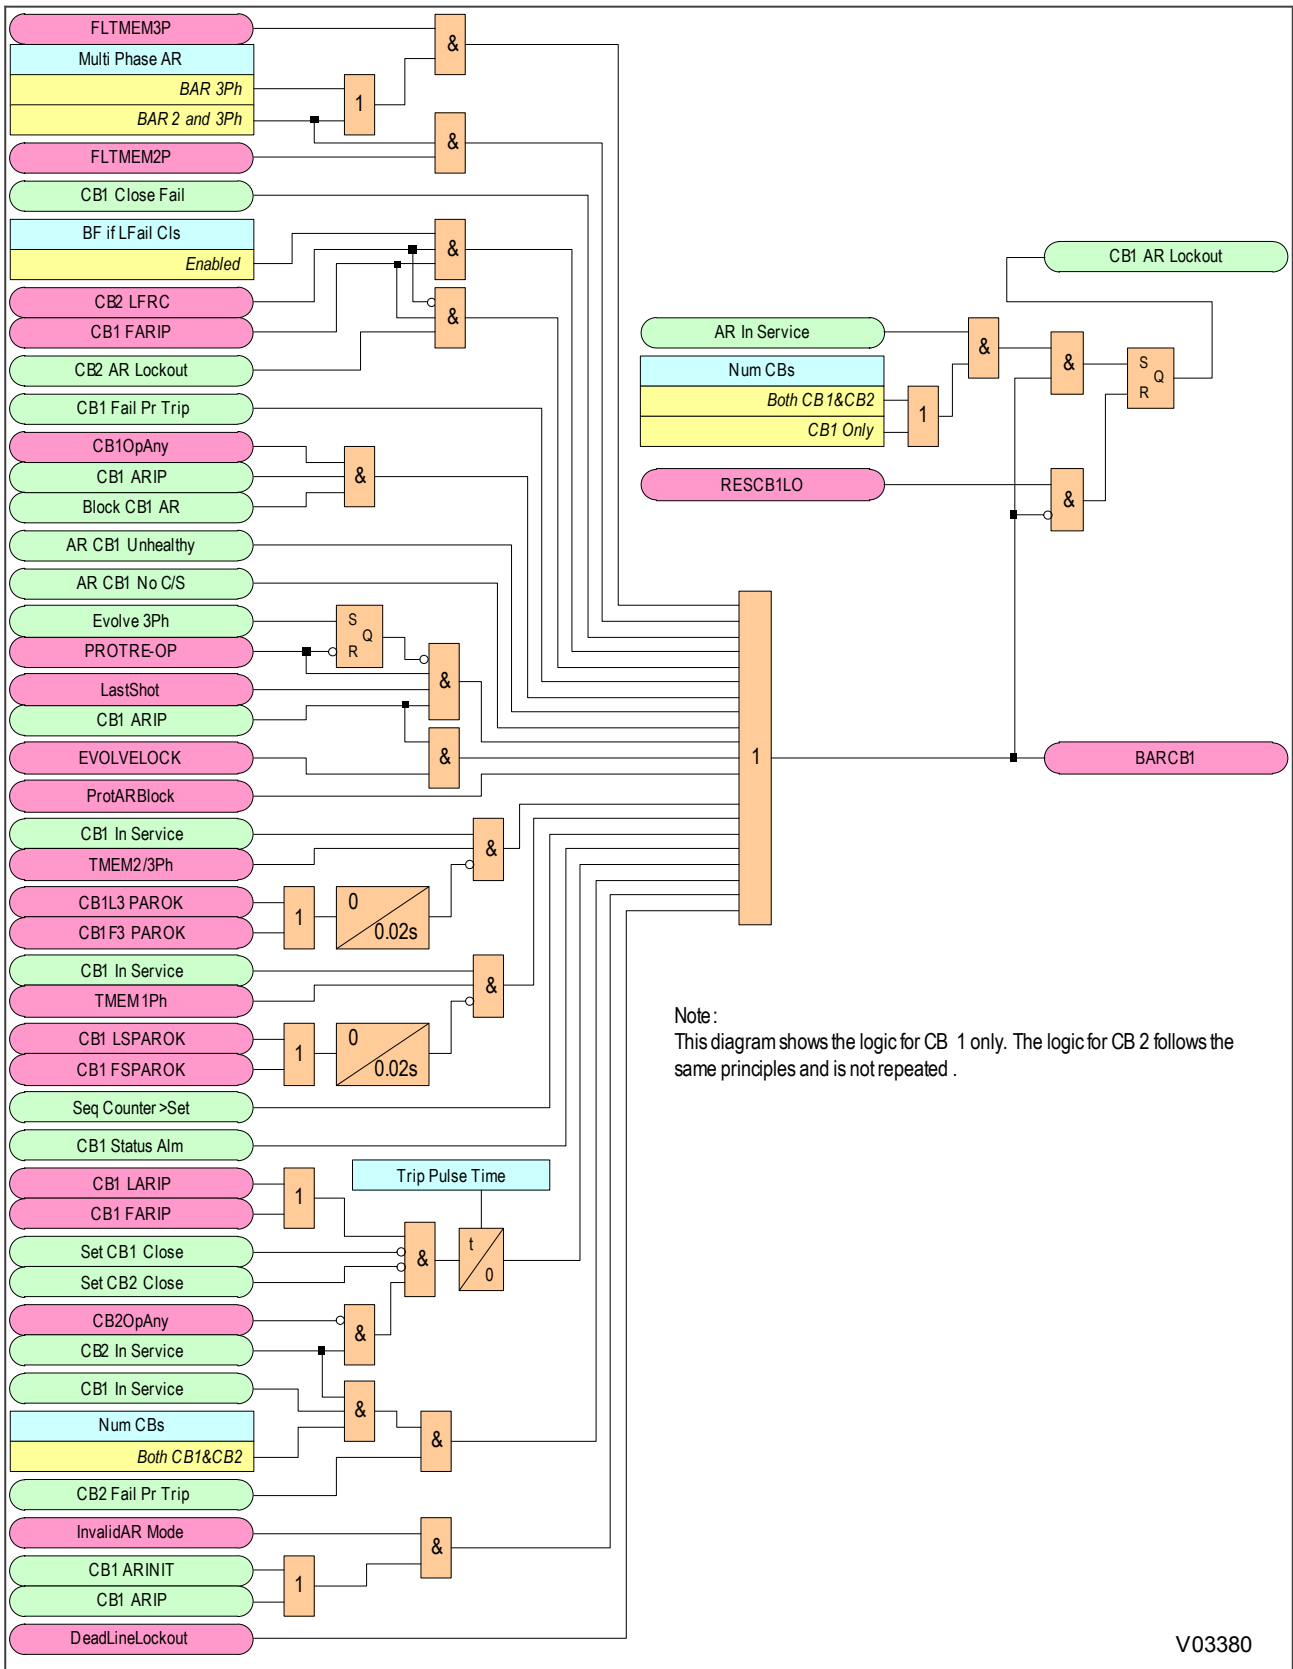 FLTMEM3P
&
Multi Phase AR
BAR 3Ph
1
BAR 2 and 3Ph
&
FLTMEM2P
CB1 Close Fail
BF if LFail Cls
&
Enabled
CB2 LFRC
CB1 FARIP
&
CB2 AR Lockout
CB1 Fail Pr Trip
CB1OpAny
CB1 ARIP
&
Block CB1 AR
AR CB1 Unhealthy
AR CB1 No C/S
Evolve 3Ph
S
Q
R
PROTRE-OP
&
LastShot
CB1 ARIP
EVOLVELOCK
&
ProtARBlock
CB1 In Service
&
TMEM2/3Ph
CB1L3 PAROK
1
0
0.02s
CB1F3 PAROK
CB1 In Service
&
TMEM1Ph
CB1 LSPAROK
1
0
0.02s
CB1 FSPAROK
Seq Counter>Set
CB1 Status Alm
CB1 LARIP
1
CB1 FARIP
Trip Pulse Time
Set CB1 Close
&
t
0
Set CB2 Close
CB2OpAny
&
CB2 In Service
CB1 In Service
&
Num CBs
&
Both CB1&CB2
CB2 Fail Pr Trip
InvalidAR Mode
&
CB1 ARINIT
1
CB1 ARIP
DeadLineLockout
1
CB1 AR Lockout
AR In Service
&
&
S
Q
R
Num CBs
Both CB1&CB2
1
CB1 Only
RESCB1LO
&
BARCB1
Note:
This diagram shows the logic for CB 1 only. The logic for CB 2 follows the
same principles and is not repeated .
V03380